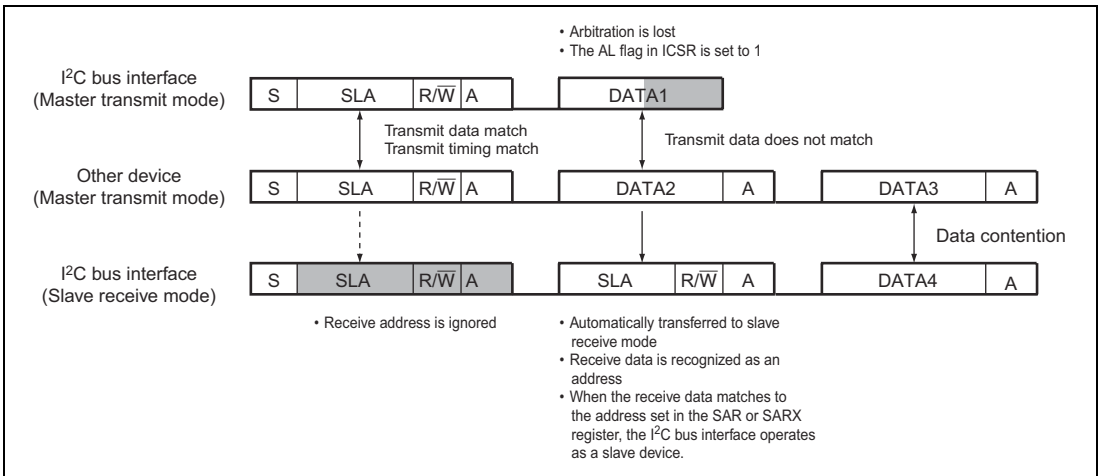 • Arbitration is lost
• The AL flag in ICSR is set to 1
I2C bus interface
(Master transmit mode)
S SLA R/W̅ A DATA1
Transmit data match
Transmit timing match
Transmit data does not match
Other device
(Master transmit mode)
S SLA R/W̅ A DATA2 A DATA3 A
Data contention
I2C bus interface
(Slave receive mode)
S SLA R/W̅ A SLA R/W̅ A DATA4 A
• Receive address is ignored
• Automatically transferred to slave
receive mode
• Receive data is recognized as an
address
• When the receive data matches to
the address set in the SAR or SARX
register, the I2C bus interface operates
as a slave device.